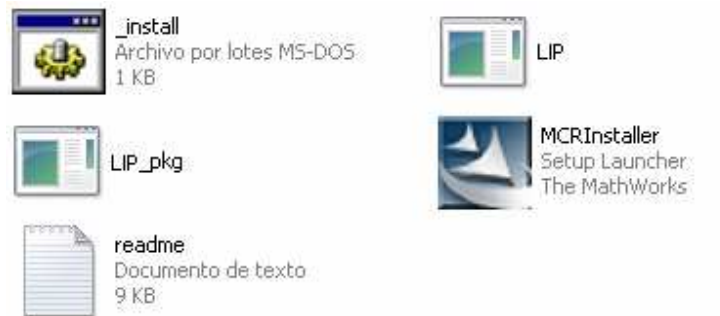 _install
Archivo por lotes MS-DOS
1 KB
LIP
LIP_pkg
MCRInstaller
Setup Launcher
The MathWorks
readme
Documento de texto
9 KB